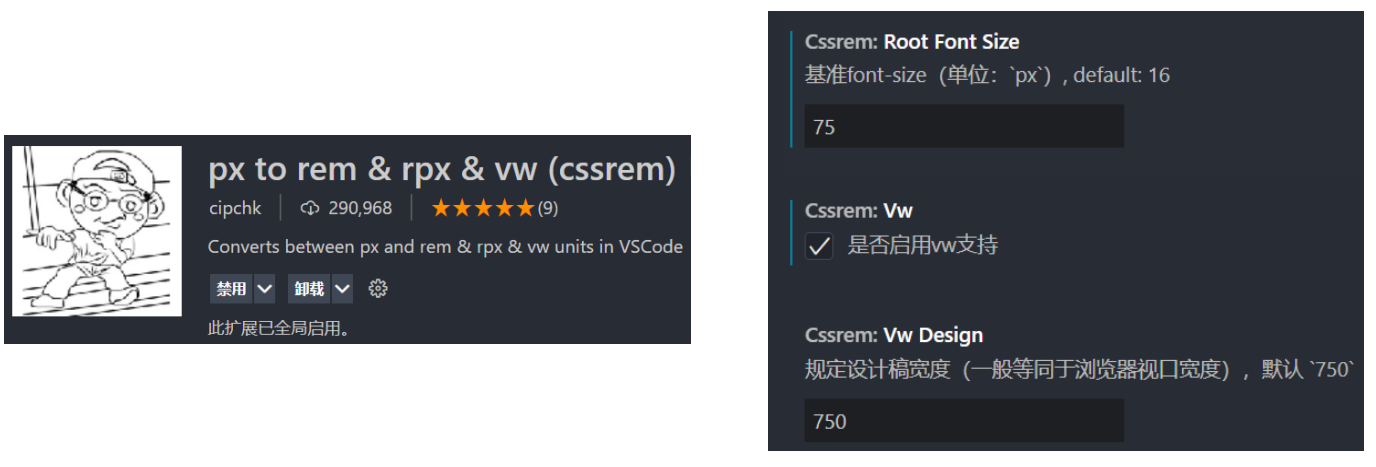 px to rem & rpx & vw (cssrem)
cipchk 290,968 (9)
Converts between px and rem & rpx & vw units in VSCode
禁用 卸载
此扩展已全局启用。
Cssrem: Root Font Size
基准font-size（单位：`px`）, default: 16
75
Cssrem: Vw
是否启用vw支持
Cssrem: Vw Design
规定设计稿宽度（一般等同于浏览器视口宽度），默认 `750`
750